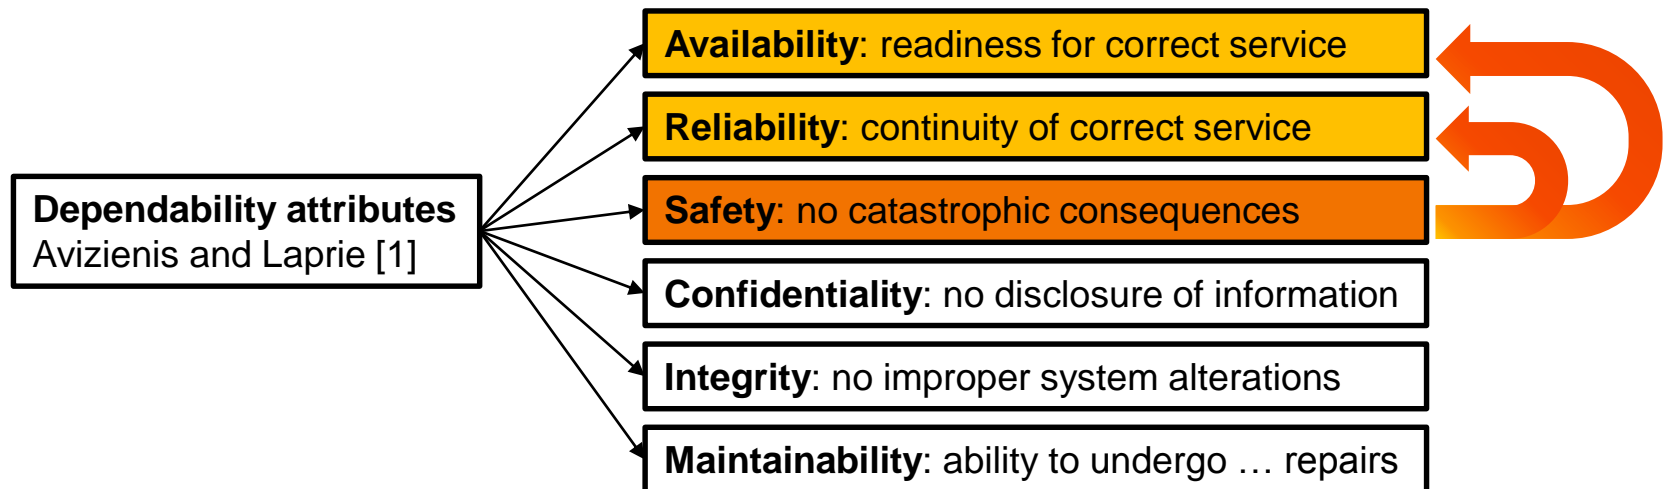 Availability: readiness for correct service
Reliability: continuity of correct service
Dependability attributes
Avizienis and Laprie [1]
Safety: no catastrophic consequences
Confidentiality: no disclosure of information
Integrity: no improper system alterations
Maintainability: ability to undergo … repairs